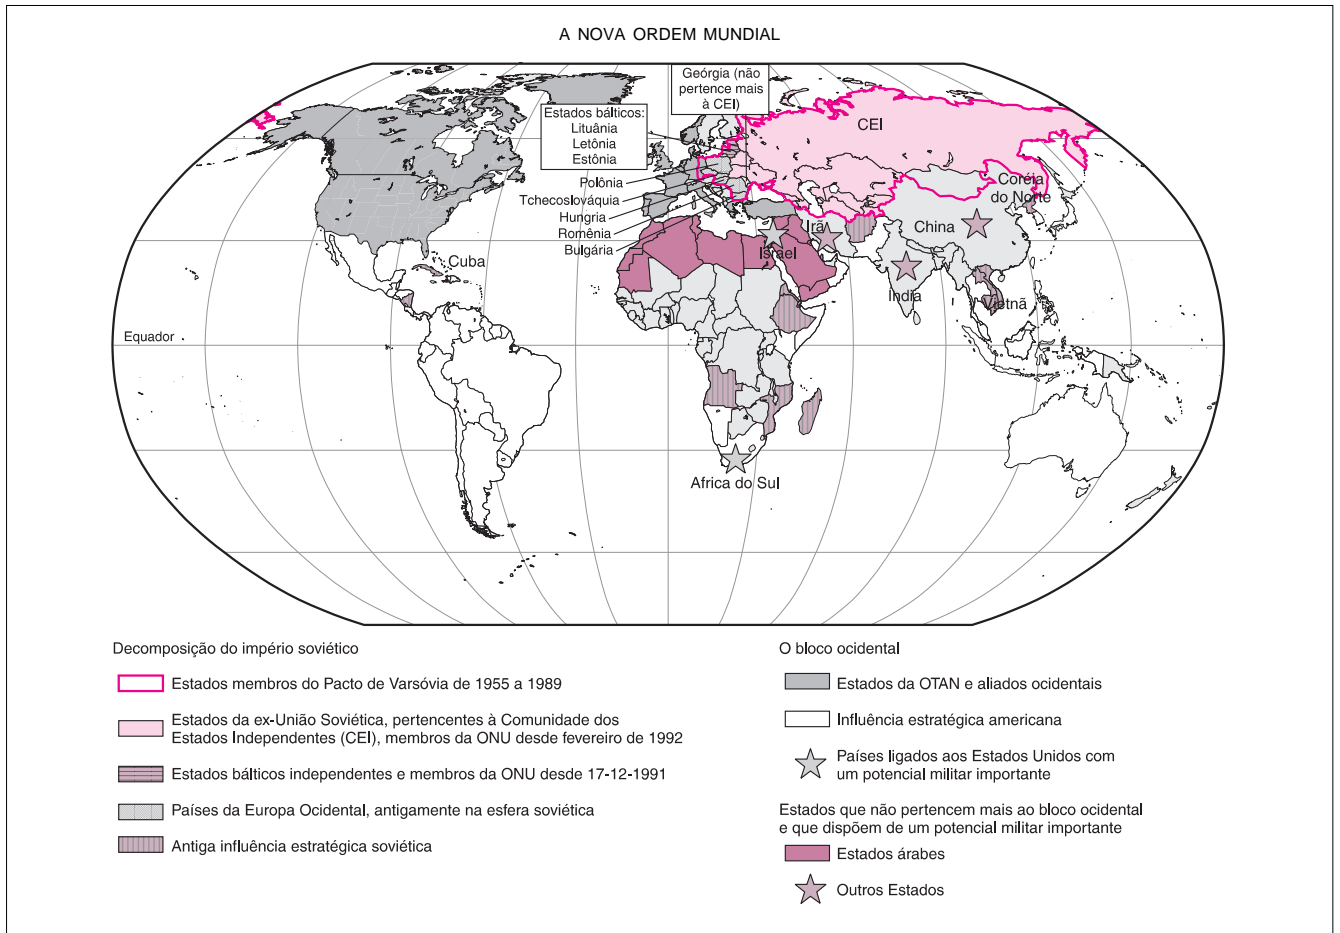 A NOVA ORDEM MUNDIAL
Geórgia (não
pertence mais
à CEI)
Estados bálticos:
Lituânia
Letônia
Estônia
CEI
Polônia
Tchecoslováquia
Hungria
Romênia
Bulgária
Coréia
do Norte
China
Irã
Israel
Índia
Vietnã
Cuba
Equador
Africa do Sul
Decomposição do império soviético
Estados membros do Pacto de Varsóvia de 1955 a 1989
Estados da ex-União Soviética, pertencentes à Comunidade dos
Estados Independentes (CEI), membros da ONU desde fevereiro de 1992
Estados bálticos independentes e membros da ONU desde 17-12-1991
Países da Europa Ocidental, antigamente na esfera soviética
Antiga influência estratégica soviética
O bloco ocidental
Estados da OTAN e aliados ocidentais
Influência estratégica americana
Países ligados aos Estados Unidos com
um potencial militar importante
Estados que não pertencem mais ao bloco ocidental
e que dispõem de um potencial militar importante
Estados árabes
Outros Estados